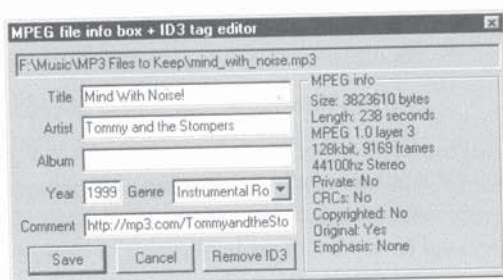 MPEG file info box + ID3 tag editor
F:\Music\MP3 Files to Keep\mind_with_noise.mp3
Title Mind With Noise!
Artist Tommy and the Stompers
Album
Year 1999 Genre Instrumental Ro
Comment http://mp3.com/TommyandtheSto
Save Cancel Remove ID3
MPEG info
Size: 3823610 bytes
Length: 238 seconds
MPEG 1.0 layer 3
128kbit, 9169 frames
44100hz Stereo
Private: No
CRCs: No
Copyrighted: No
Original: Yes
Emphasis: None